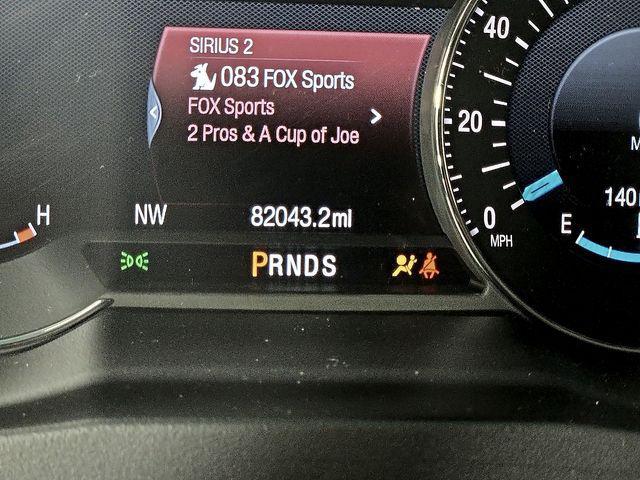 SIRIUS 2
083 FOX Sports
FOX Sports
2 Pros & A Cup of Joe
NW 82043.2mi
PRNDS
H
40
20
0
MPH
E
140